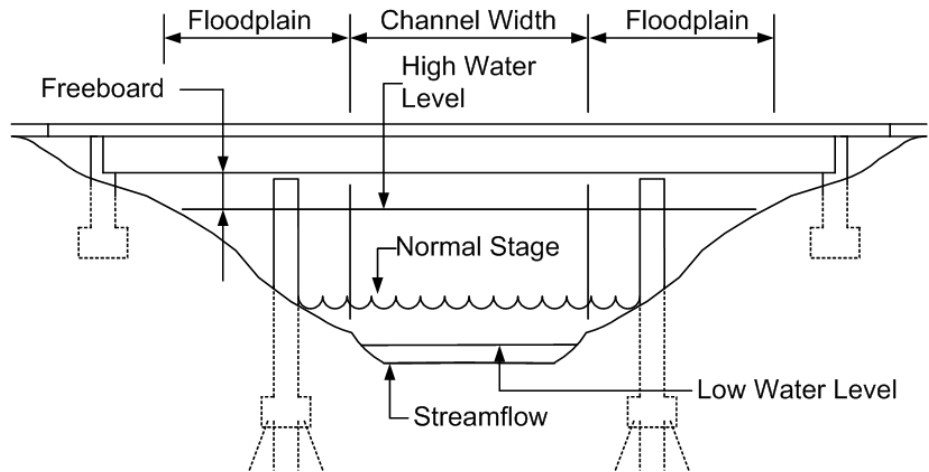 Floodplain
Channel Width
Floodplain
High Water
Level
Freeboard
Normal Stage
Low Water Level
Streamflow